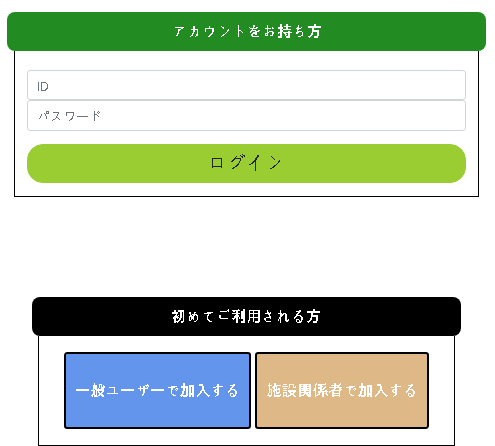 アカウントをお持ち方
ID
パスワード
ログイン
初めてご利用される方
一般ユーザーで加入する
施設関係者で加入する